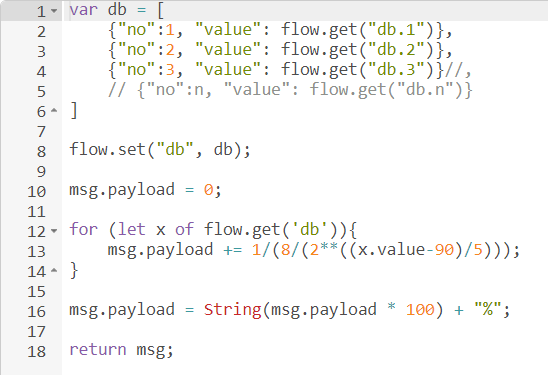 1 var db = [
2 {"no":1, "value": flow.get("db.1")},
3 {"no":2, "value": flow.get("db.2")},
4 {"no":3, "value": flow.get("db.3")}//,
5 // {"no":n, "value": flow.get("db.n")}
6 ]
7
8 flow.set("db", db);
9
10 msg.payload = 0;
11
12 for (let x of flow.get('db')){
13 msg.payload += 1/(8/(2**((x.value-90)/5)));
14 }
15
16 msg.payload = String(msg.payload * 100) + "%";
17
18 return msg;